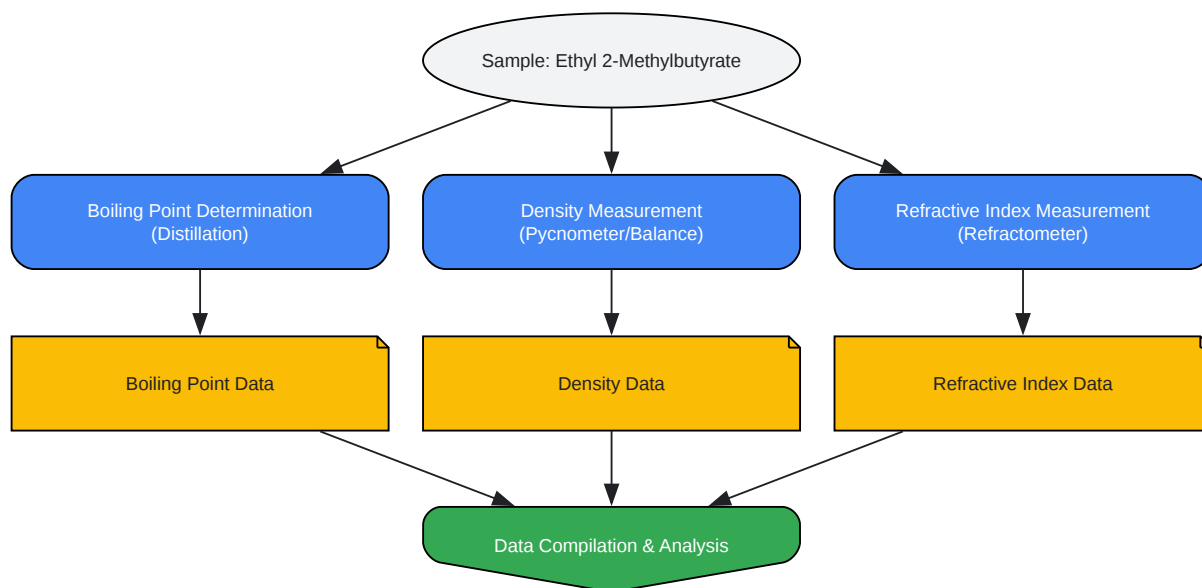 Sample: Ethyl 2-Methylbutyrate
Boiling Point Determination
(Distillation)
Density Measurement
(Pycnometer/Balance)
Refractive Index Measurement
(Refractometer)
Boiling Point Data
Density Data
Refractive Index Data
Data Compilation & Analysis